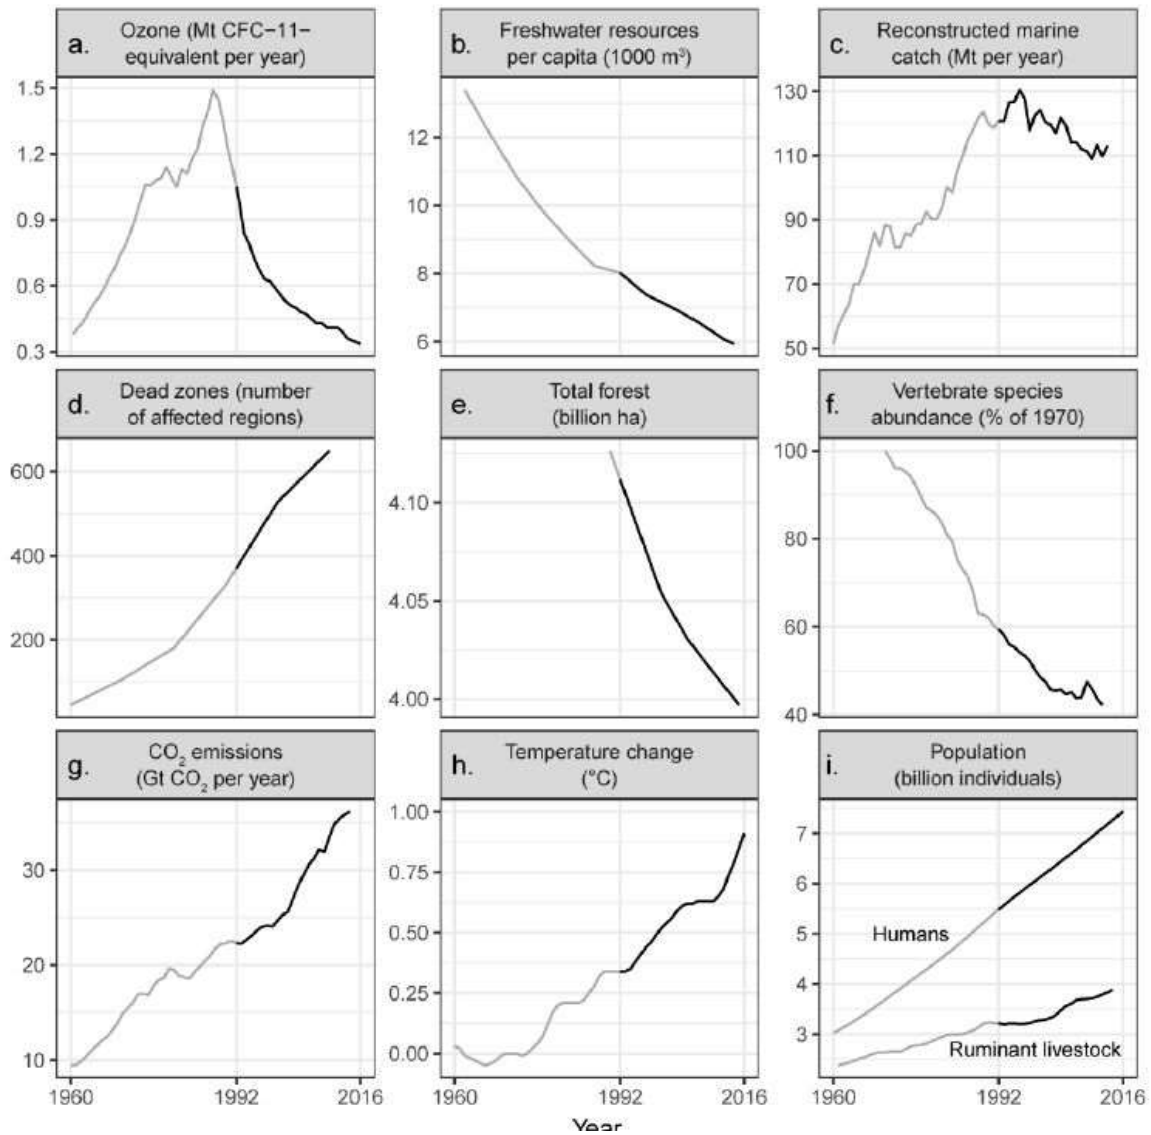 a. Ozone (Mt CFC−11−
equivalent per year)
b. Freshwater resources
per capita (1000 m³)
c. Reconstructed marine
catch (Mt per year)
1.5
1.2
0.9
0.6
0.3
12
10
8
6
130
110
90
70
50
d. Dead zones (number
of affected regions)
e. Total forest
(billion ha)
f. Vertebrate species
abundance (% of 1970)
600
400
200
4.10
4.05
4.00
100
80
60
40
g. CO₂ emissions
(Gt CO₂ per year)
h. Temperature change
(°C)
i. Population
(billion individuals)
30
20
10
1.00
0.75
0.50
0.25
0.00
7
6
5
4
3
Humans
Ruminant livestock
1960 1992 2016
1960 1992 2016
1960 1992 2016
Year